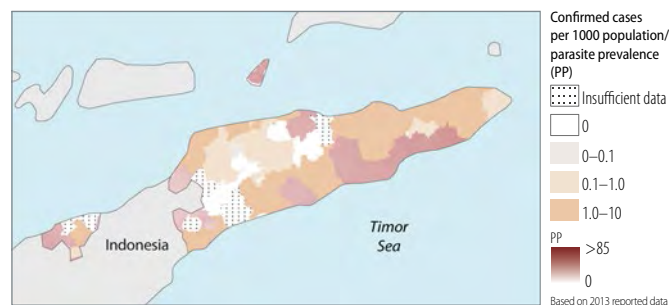 Confirmed cases
per 1000 population/
parasite prevalence
(PP)
Insufficient data
0
0–0.1
0.1–1.0
1.0–10
PP
>85
0
Based on 2013 reported data
Indonesia
Timor
Sea